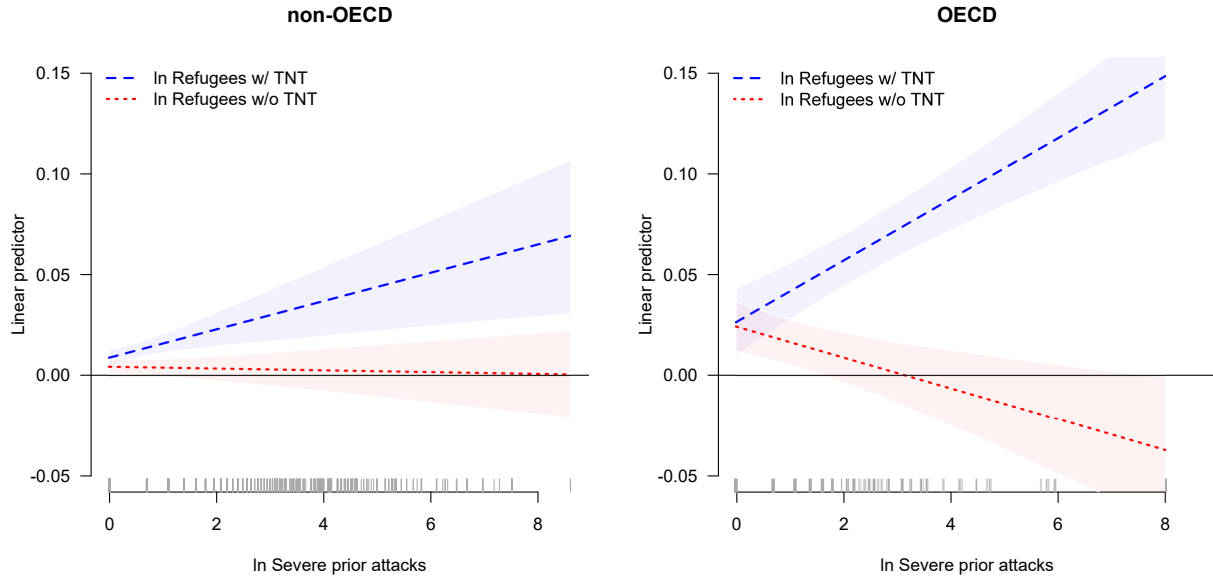 non-OECD
ln Refugees w/ TNT
ln Refugees w/o TNT
0.15
0.10
0.05
0.00
-0.05
Linear predictor
0 2 4 6 8
ln Severe prior attacks
OECD
ln Refugees w/ TNT
ln Refugees w/o TNT
0.15
0.10
0.05
0.00
-0.05
Linear predictor
0 2 4 6 8
ln Severe prior attacks